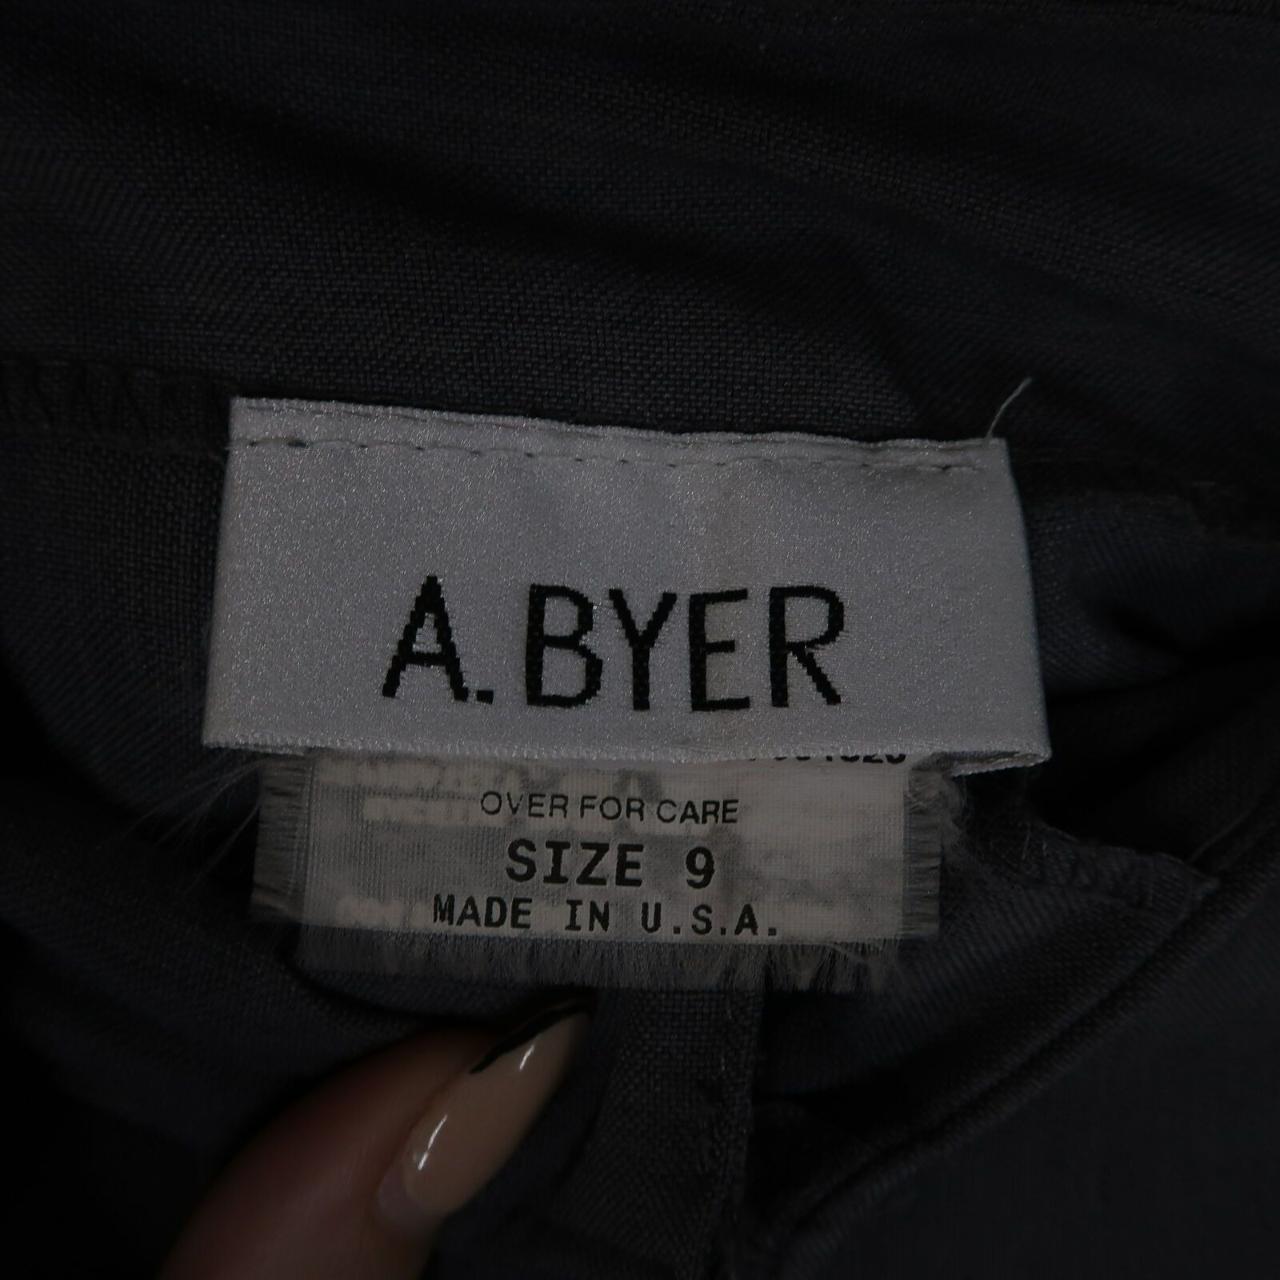 A. BYER
OVER FOR CARE
SIZE 9
MADE IN U.S.A.